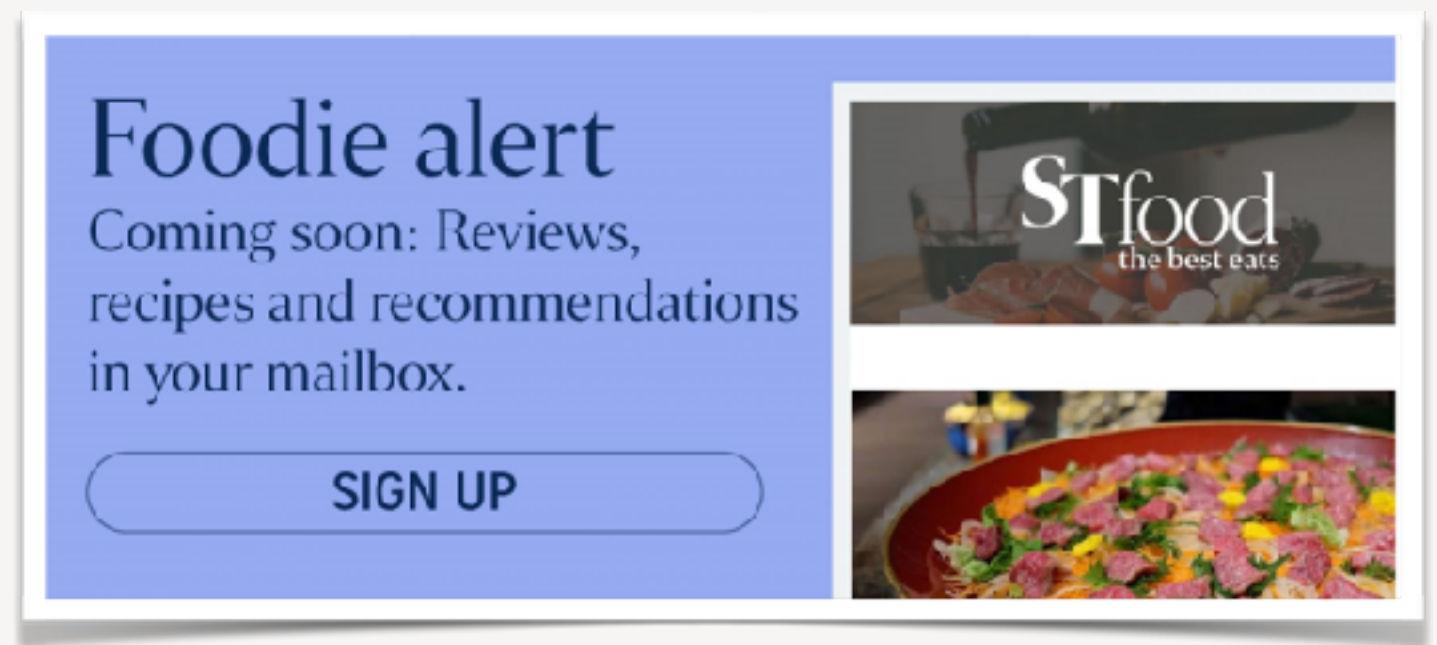 Foodie alert
Coming soon: Reviews,
recipes and recommendations
in your mailbox.
SIGN UP
STfood
the best eats